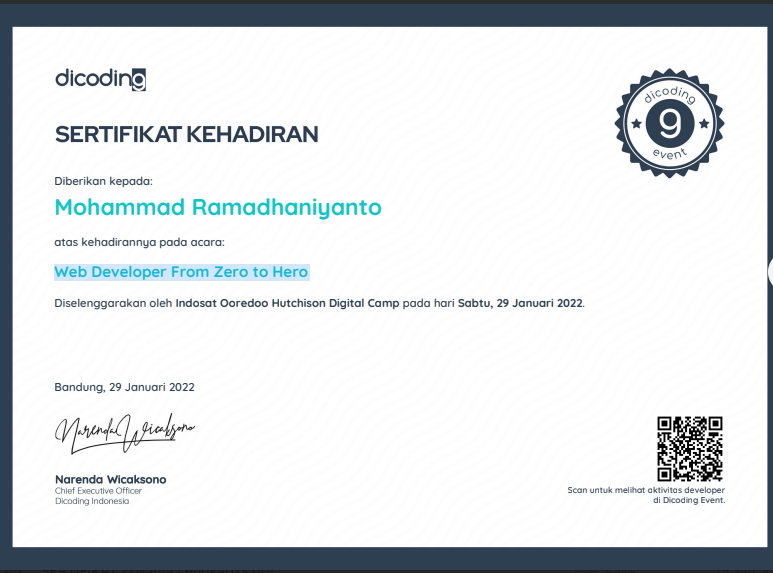 dicoding
SERTIFIKAT KEHADIRAN
dicoding
9
event
Diberikan kepada:
Mohammad Ramadhaniyanto
atas kehadirannya pada acara:
Web Developer From Zero to Hero
Diselenggarakan oleh Indosat Ooredoo Hutchison Digital Camp pada hari Sabtu, 29 Januari 2022.
Bandung, 29 Januari 2022
Narenda Wicaksono
Narenda Wicaksono
Chief Executive Officer
Dicoding Indonesia
Scan untuk melihat aktivitas developer
di Dicoding Event.